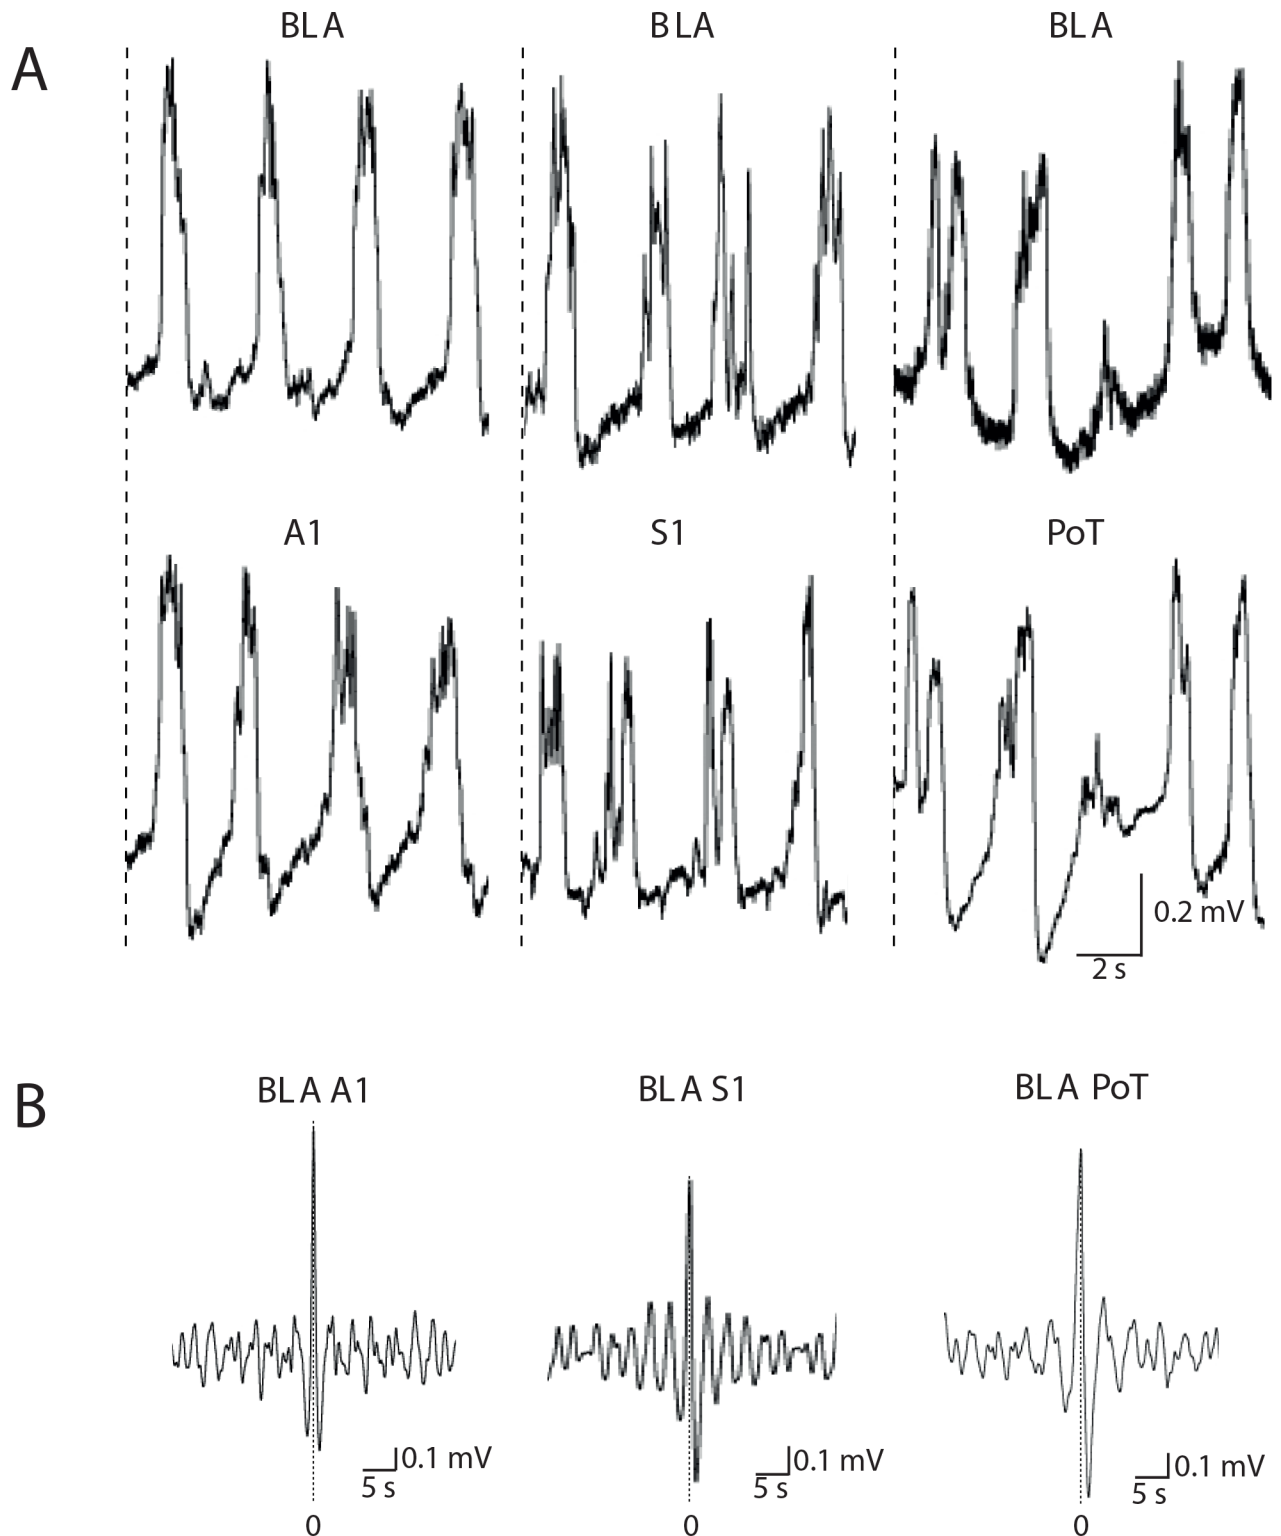 A
BLA BLA BLA
A1 S1 PoT
0.2 mV
2 s
B
BLA A1 BLA S1 BLA PoT
0.1 mV 0.1 mV 0.1 mV
5 s 5 s 5 s
0 0 0